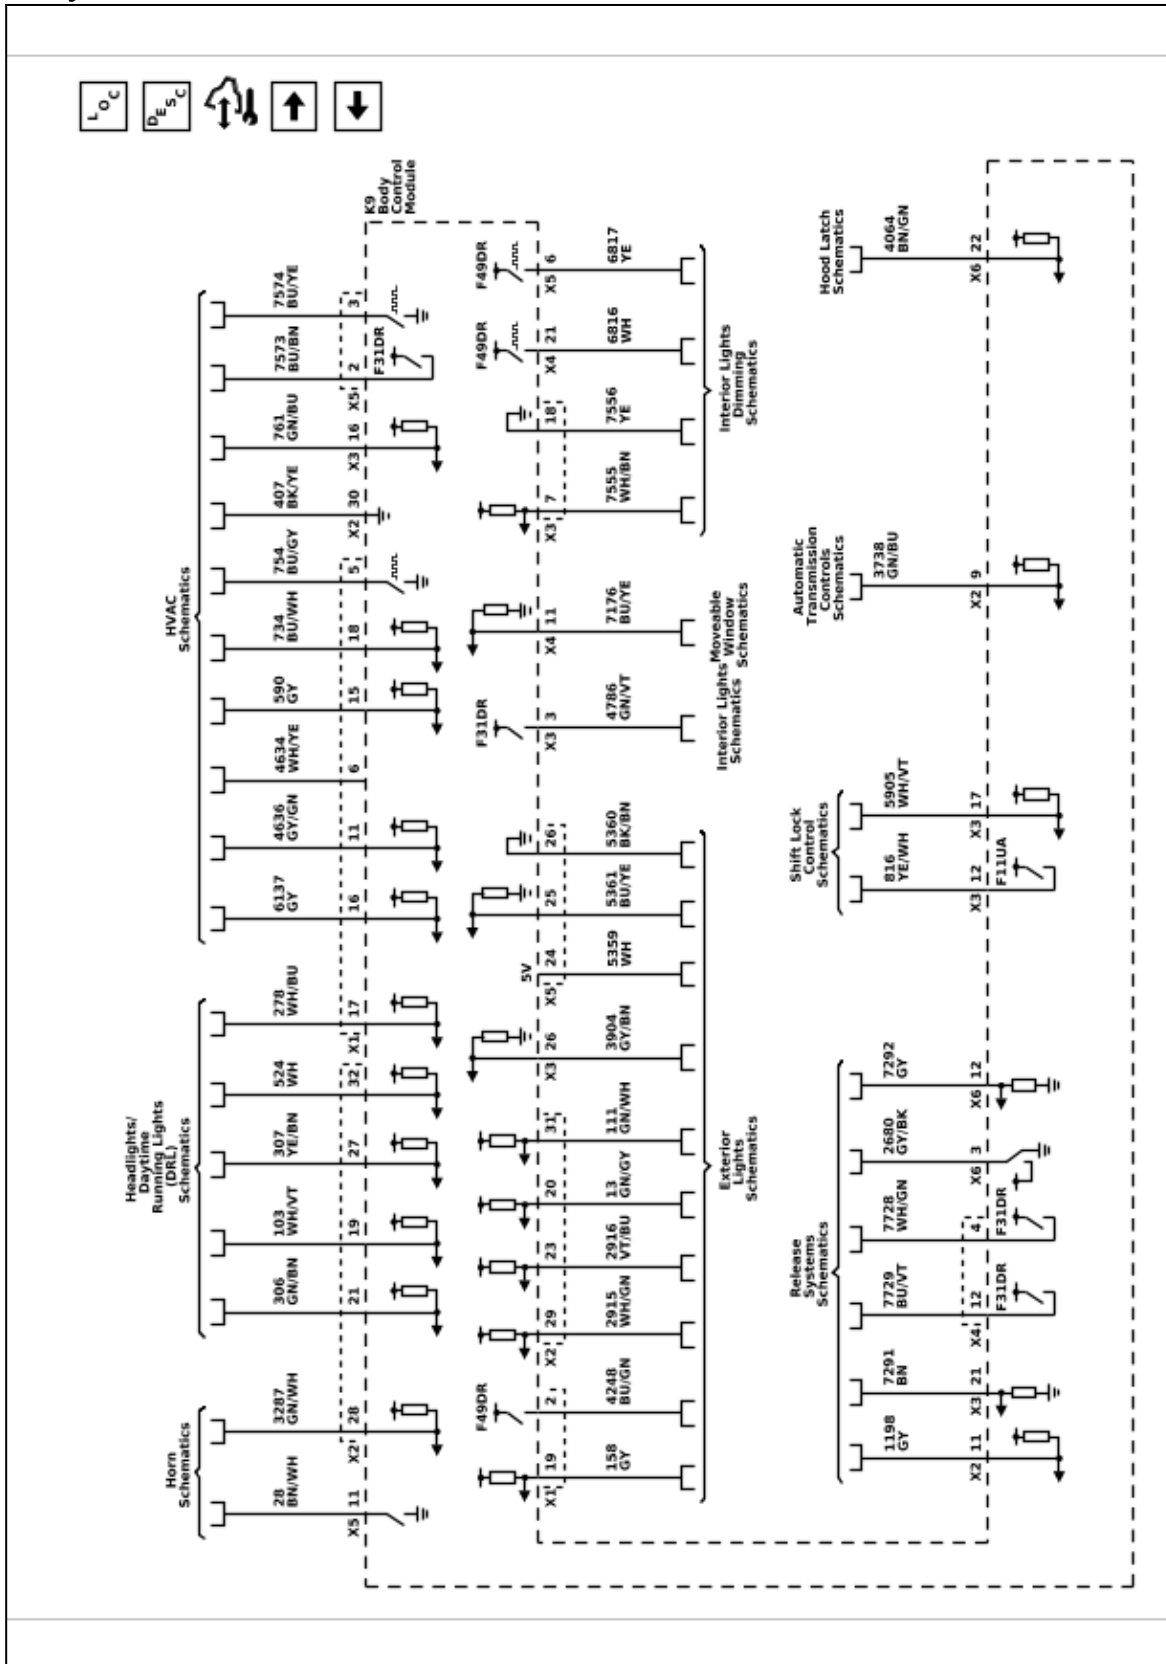 LOC
DESC
K9
Body
Control
Module
Horn
Schematics
28
BN/WH
X5
11
3287
GN/WH
X2
28
Headlights/
Daytime
Running Lights
(DRL)
Schematics
306
GN/BN
21
103
WH/VT
19
307
YE/BN
27
524
WH
32
278
WH/BU
X1
17
HVAC
Schematics
6137
GY
16
4636
GY/GN
11
4634
WH/YE
6
590
GY
15
734
BU/WH
18
754
BU/GY
5
407
BK/YE
X2
30
761
GN/BU
X3
16
7573
BU/BN
X5
2
F31DR
7574
BU/YE
3
X1
19
158
GY
F49DR
2
4248
BU/GN
X2
29
2915
WH/GN
23
2916
VT/BU
20
13
GN/GY
31
111
GN/WH
X3
26
3904
GY/BN
5V
X5
24
5359
WH
25
5361
BU/YE
26
5360
BK/BN
Exterior
Lights
Schematics
F31DR
X3
3
4786
GN/VT
Interior Lights
Schematics
X4
11
7176
BU/YE
Moveable
Window
Schematics
X3
7
7555
WH/BN
18
7556
YE
F49DR
X4
21
6816
WH
F49DR
X5
6
6817
YE
Interior Lights
Dimming
Schematics
Release
Systems
Schematics
1198
GY
X2
11
7291
BN
X3
21
7729
BU/VT
X4
12
F31DR
7728
WH/GN
4
F31DR
2680
GY/BK
X6
3
7292
GY
X6
12
Shift Lock
Control
Schematics
816
YE/WH
X3
12
F11UA
5905
WH/VT
X3
17
Automatic
Transmission
Controls
Schematics
3738
GN/BU
X2
9
Hood Latch
Schematics
4064
BN/GN
X6
22